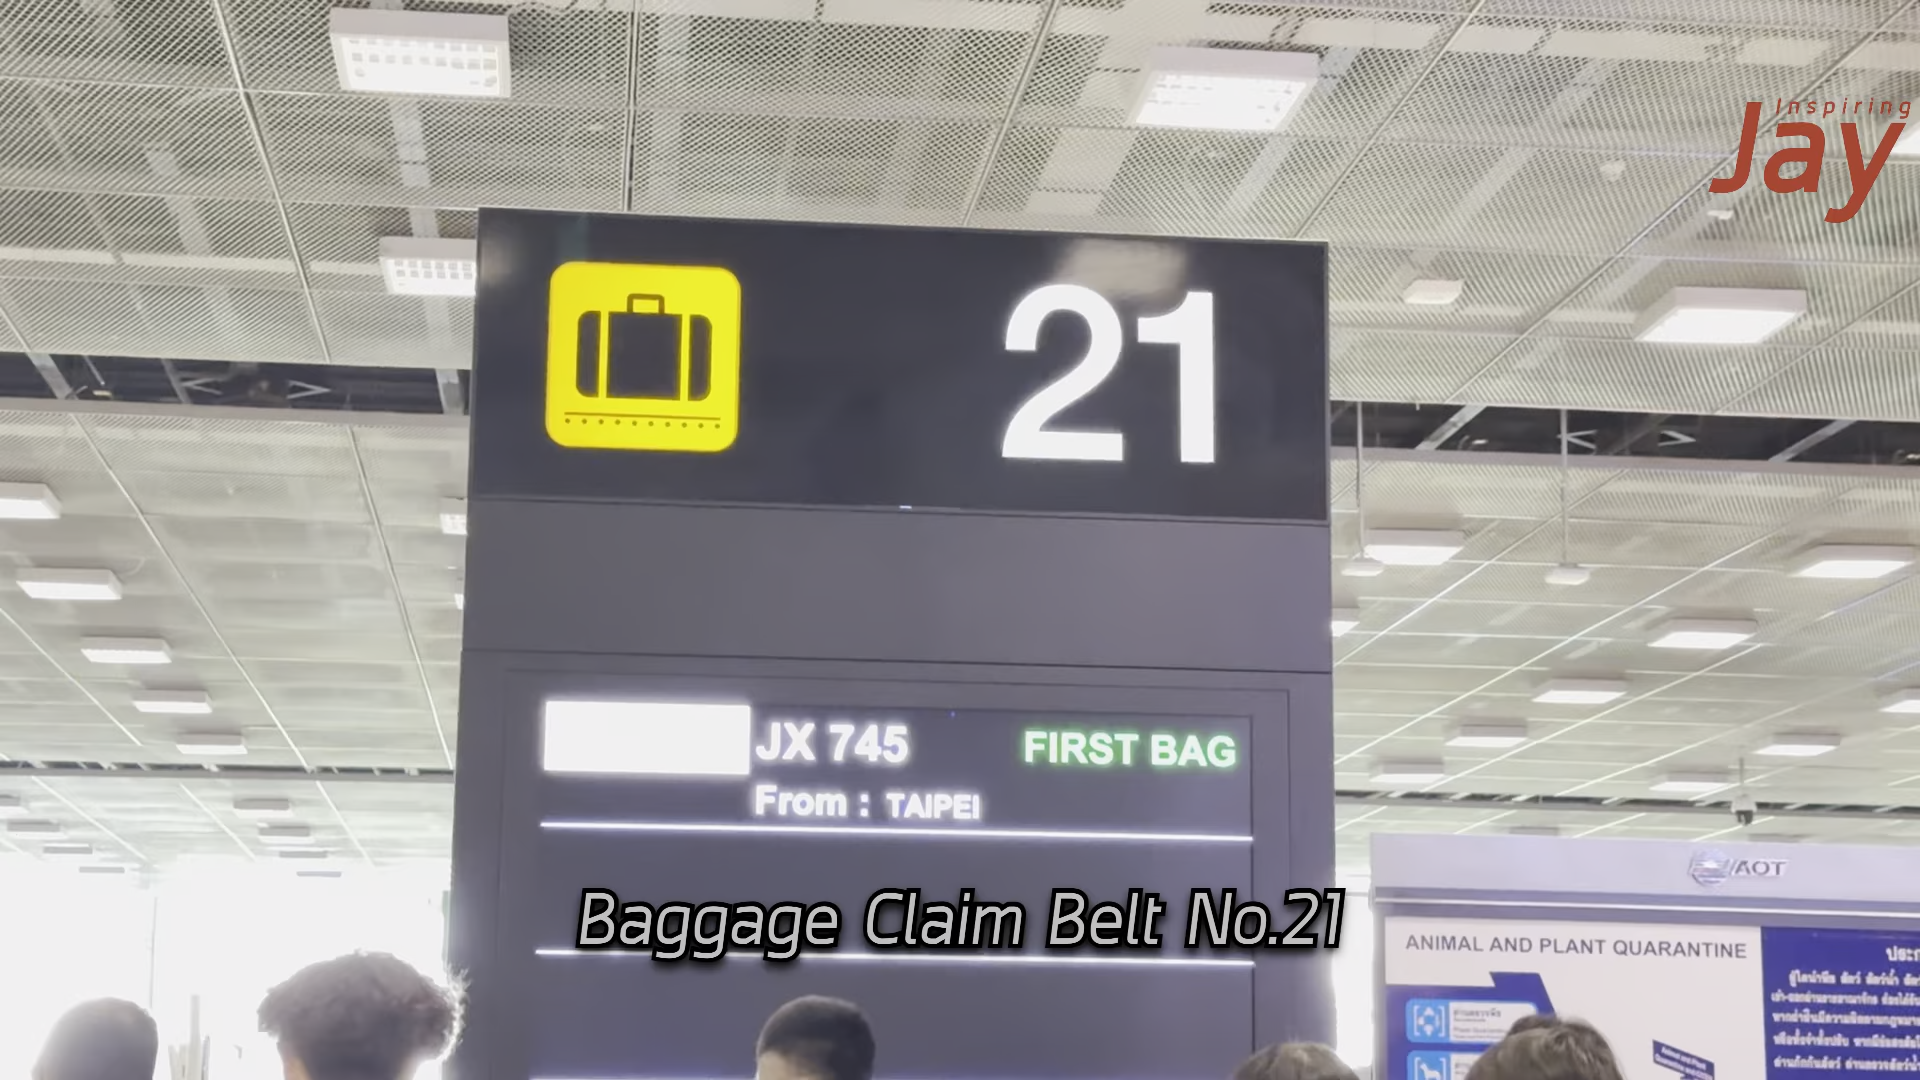 Inspiring
Jay
21
JX 745 FIRST BAG
From : TAIPEI
Baggage Claim Belt No.21
AOT
ANIMAL AND PLANT QUARANTINE